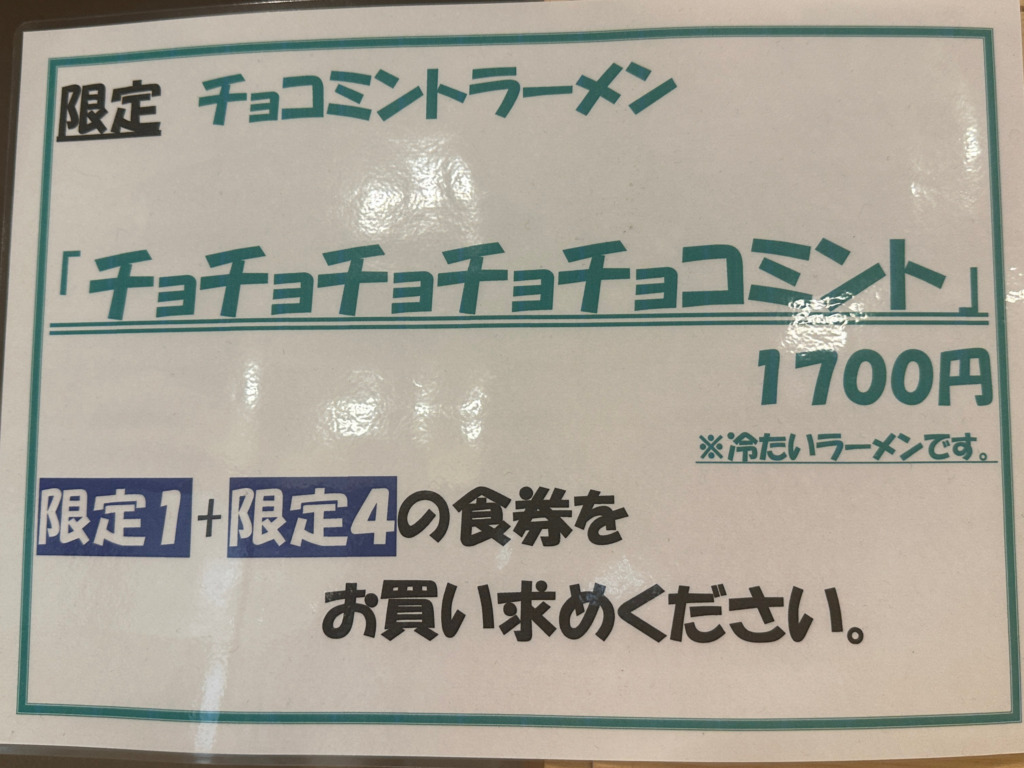 限定 チョコミントラーメン
「チョチョチョチョチョコミント」
1700円
※冷たいラーメンです。
限定1+限定4の食券を
お買い求めください。